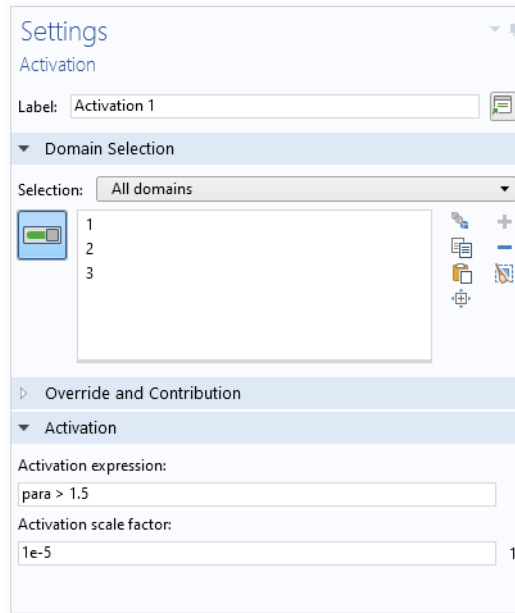 Settings
Activation
Label: Activation 1
Domain Selection
Selection: All domains
1
2
3
Override and Contribution
Activation
Activation expression:
para > 1.5
Activation scale factor:
1e-5 1